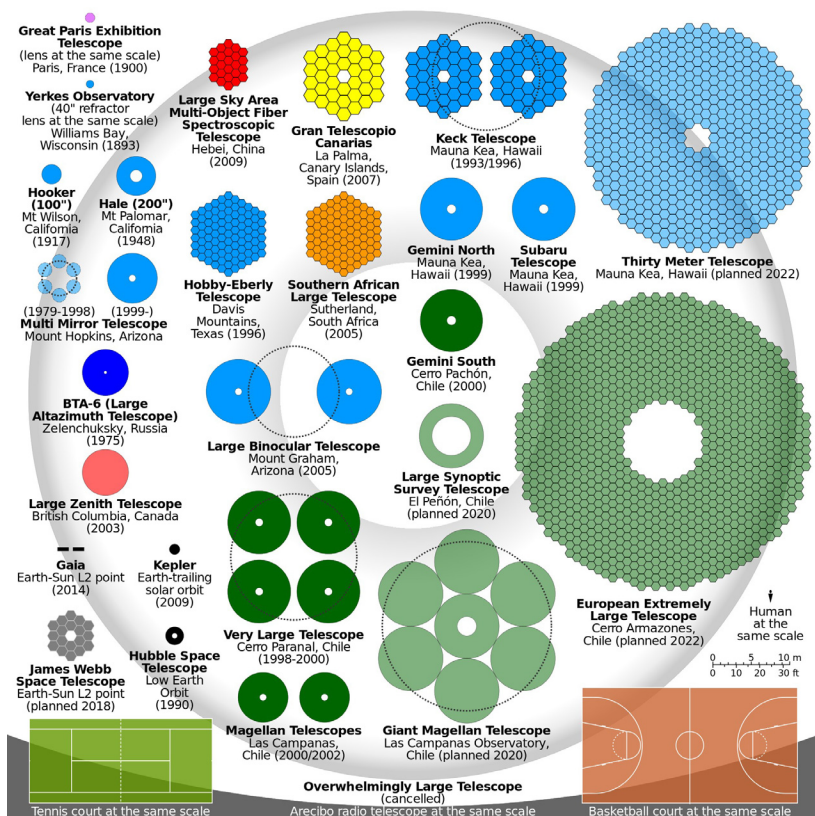 Great Paris Exhibition
Telescope
(lens at the same scale)
Paris, France (1900)
Yerkes Observatory
(40" refractor
lens at the same scale)
Williams Bay,
Wisconsin (1893)
Hooker
(100")
Mt Wilson,
California
(1917)
Hale (200")
Mt Palomar,
California
(1948)
(1979-1998)
(1999-)
Multi Mirror Telescope
Mount Hopkins, Arizona
BTA-6 (Large
Altazimuth Telescope)
Zelenchuksky, Russia
(1975)
Large Zenith Telescope
British Columbia, Canada
(2003)
Gaia
Earth-Sun L2 point
(2014)
Kepler
Earth-trailing
solar orbit
(2009)
James Webb
Space Telescope
Earth-Sun L2 point
(planned 2018)
Hubble Space
Telescope
Low Earth
Orbit
(1990)
Large Sky Area
Multi-Object Fiber
Spectroscopic
Telescope
Hebei, China
(2009)
Gran Telescopio
Canarias
La Palma,
Canary Islands,
Spain (2007)
Keck Telescope
Mauna Kea, Hawaii
(1993/1996)
Hobby-Eberly
Telescope
Davis
Mountains,
Texas (1996)
Southern African
Large Telescope
Sutherland,
South Africa
(2005)
Gemini North
Mauna Kea,
Hawaii (1999)
Subaru
Telescope
Mauna Kea,
Hawaii (1999)
Thirty Meter Telescope
Mauna Kea, Hawaii (planned 2022)
Gemini South
Cerro Pachón,
Chile (2000)
Large Binocular Telescope
Mount Graham,
Arizona (2005)
Large Synoptic
Survey Telescope
El Peñón, Chile
(planned 2020)
Very Large Telescope
Cerro Paranal, Chile
(1998-2000)
Magellan Telescopes
Las Campanas,
Chile (2000/2002)
Giant Magellan Telescope
Las Campanas Observatory,
Chile (planned 2020)
European Extremely
Large Telescope
Cerro Armazones,
Chile (planned 2022)
Human
at the
same scale
0 5 10 m
0 10 20 30 ft
Overwhelmingly Large Telescope
(cancelled)
Tennis court at the same scale
Arecibo radio telescope at the same scale
Basketball court at the same scale